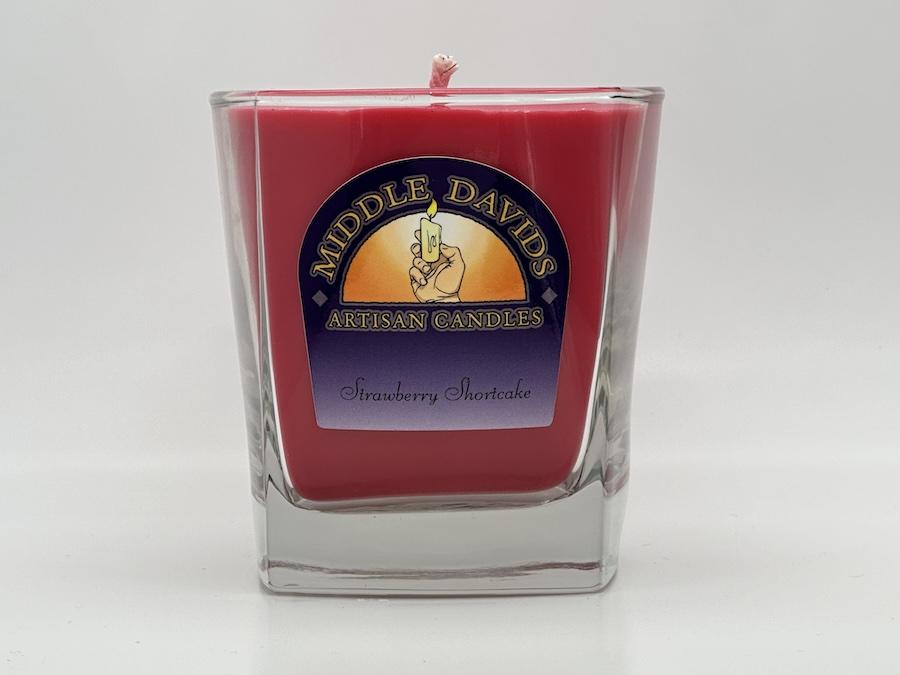 MIDDLE DAVIDS
ARTISAN CANDLES
Strawberry Shortcake